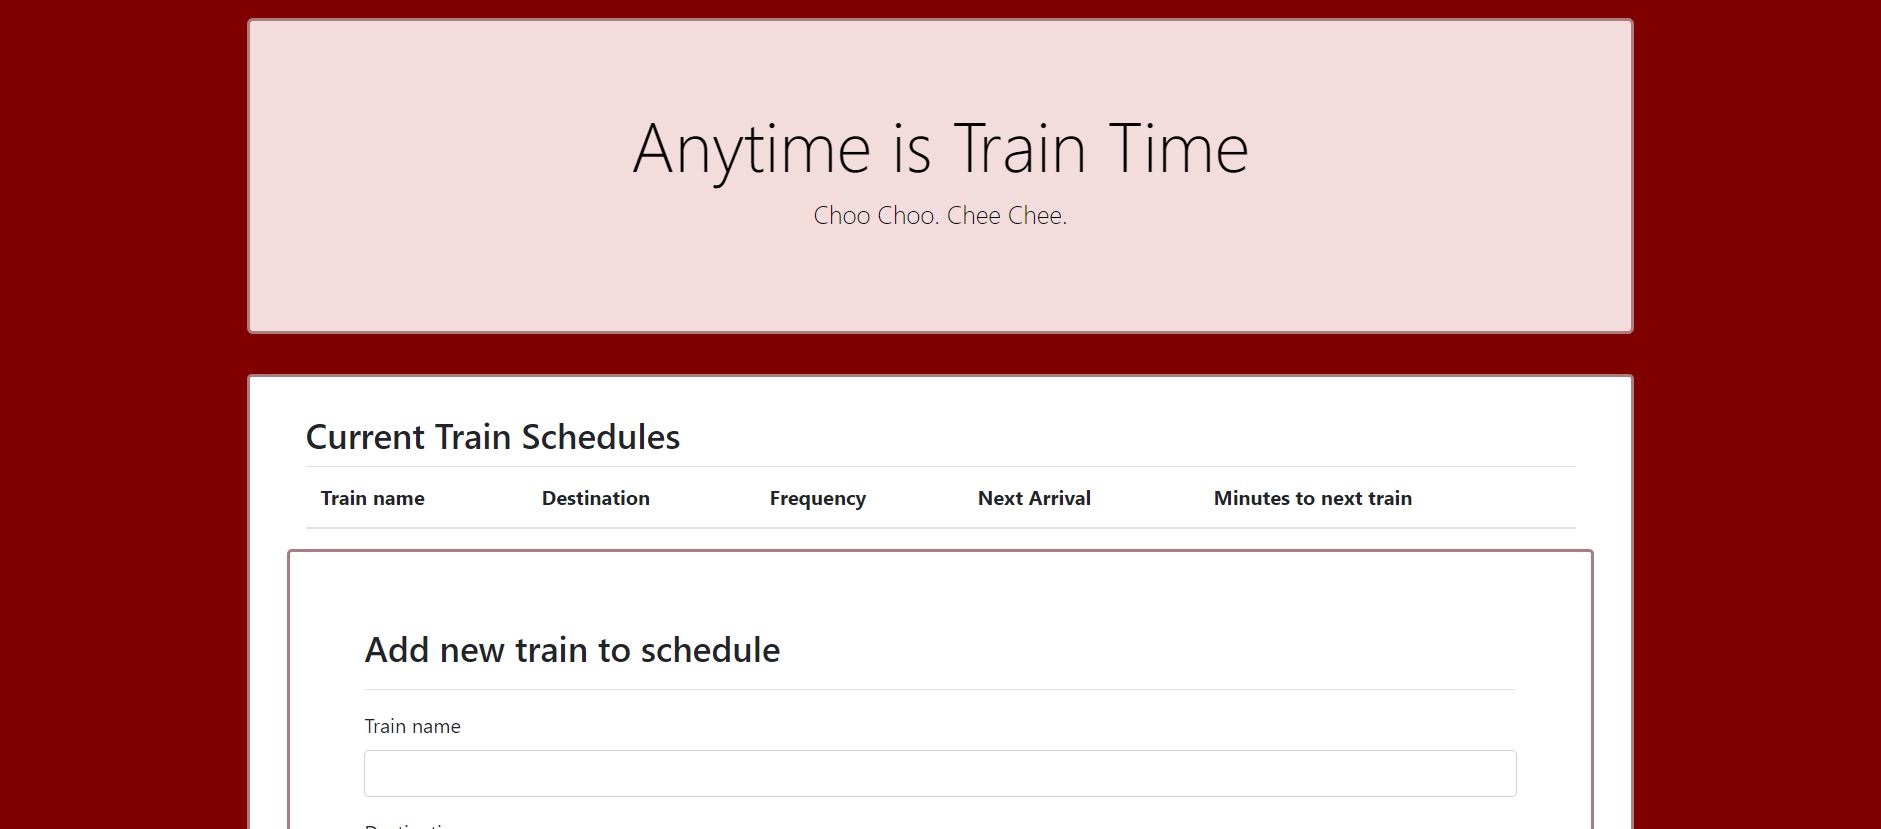 Anytime is Train Time
Choo Choo. Chee Chee.
Current Train Schedules
Train name Destination Frequency Next Arrival Minutes to next train
Add new train to schedule
Train name